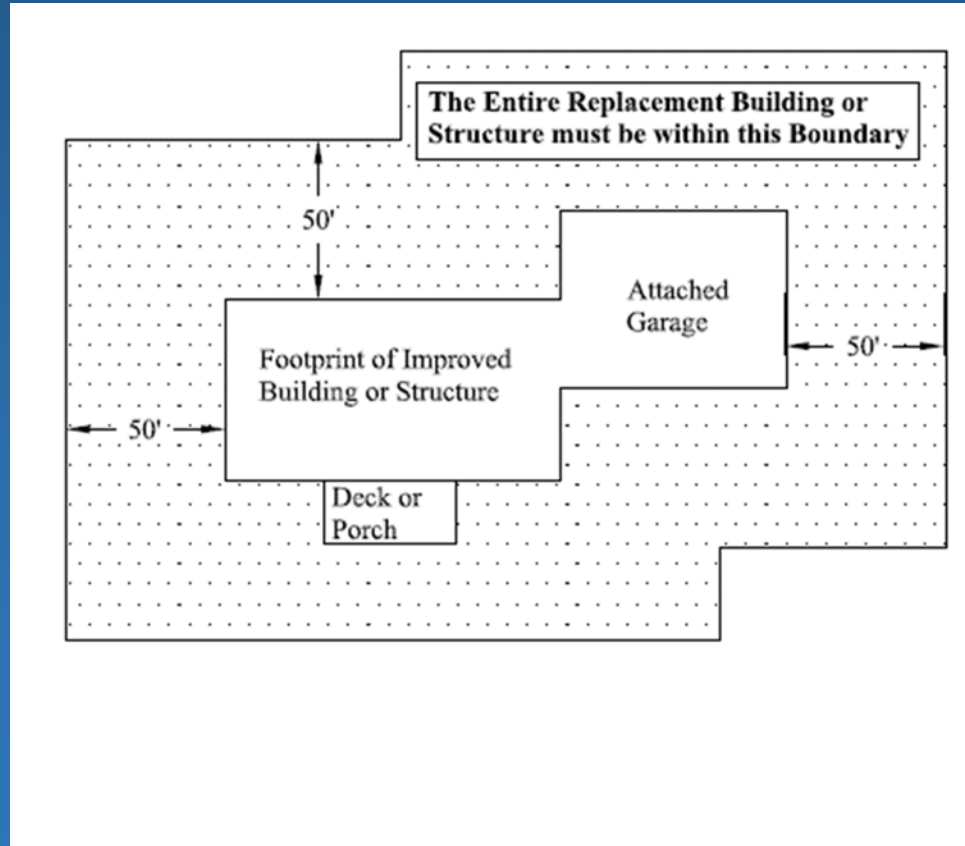 The Entire Replacement Building or
Structure must be within this Boundary
50'
Attached
Garage
50'
Footprint of Improved
Building or Structure
50'
Deck or
Porch